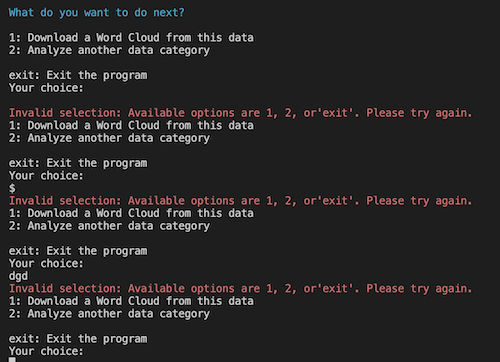 What do you want to do next?
1: Download a Word Cloud from this data
2: Analyze another data category
exit: Exit the program
Your choice:
Invalid selection: Available options are 1, 2, or'exit'. Please try again.
1: Download a Word Cloud from this data
2: Analyze another data category
exit: Exit the program
Your choice:
$
Invalid selection: Available options are 1, 2, or'exit'. Please try again.
1: Download a Word Cloud from this data
2: Analyze another data category
exit: Exit the program
Your choice:
dgd
Invalid selection: Available options are 1, 2, or'exit'. Please try again.
1: Download a Word Cloud from this data
2: Analyze another data category
exit: Exit the program
Your choice: